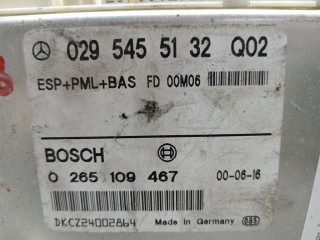 029 545 51 32 Q02
ESP+PML+BAS FD 00M06
BOSCH
0 265 109 467 00-06-16
DKCZ24002864 Made in Germany